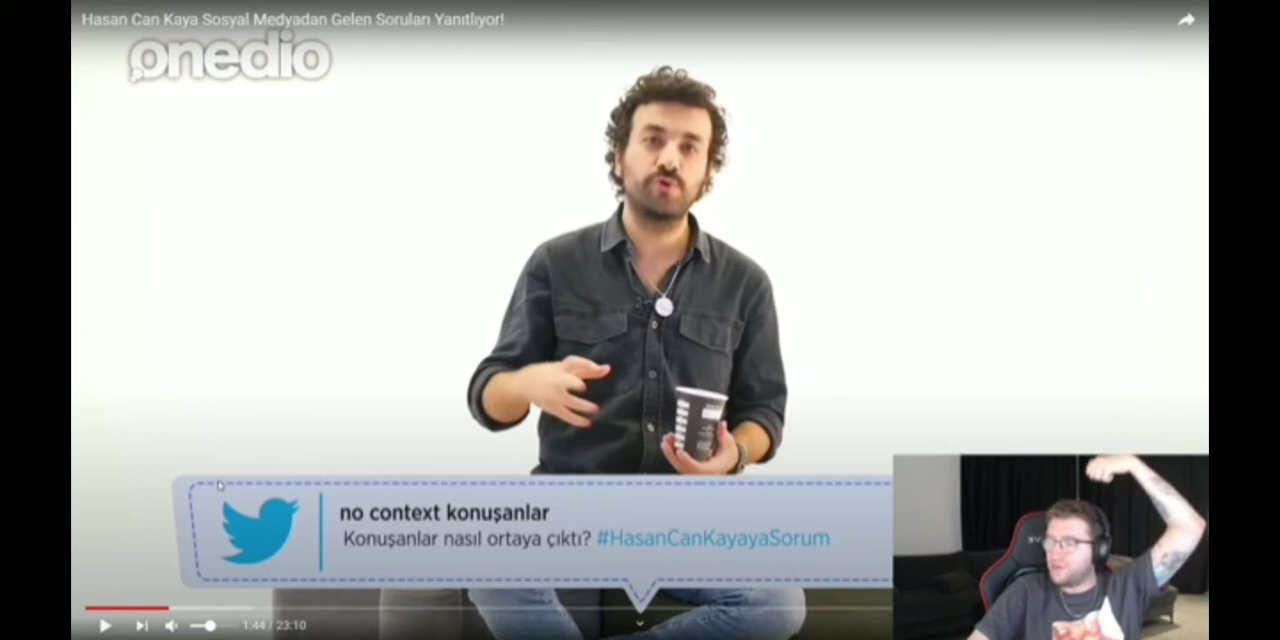 Hasan Can Kaya Sosyal Medyadan Gelen Soruları Yanıtlıyor!
onedio
no context konuşanlar
Konuşanlar nasıl ortaya çıktı? #HasanCanKayayaSorum
1:44 / 23:10